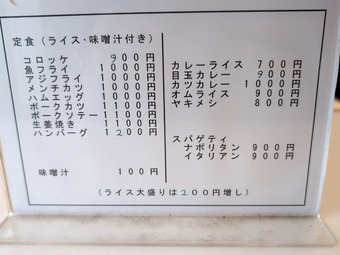 定食（ライス・味噌汁付き）
コロッケ 900円
魚フライ 1000円
アジフライ 1000円
メンチカツ 1000円
ハムエッグ 1000円
ポークカツ 1100円
ポークソテー 1100円
生姜焼き 1100円
ハンバーグ 1200円
味噌汁 100円
カレーライス 700円
目玉カレー 900円
カツカレー 1000円
オムライス 900円
ヤキメシ 800円
スパゲティ
ナポリタン 900円
イタリアン 900円
（ライス大盛りは200円増し）